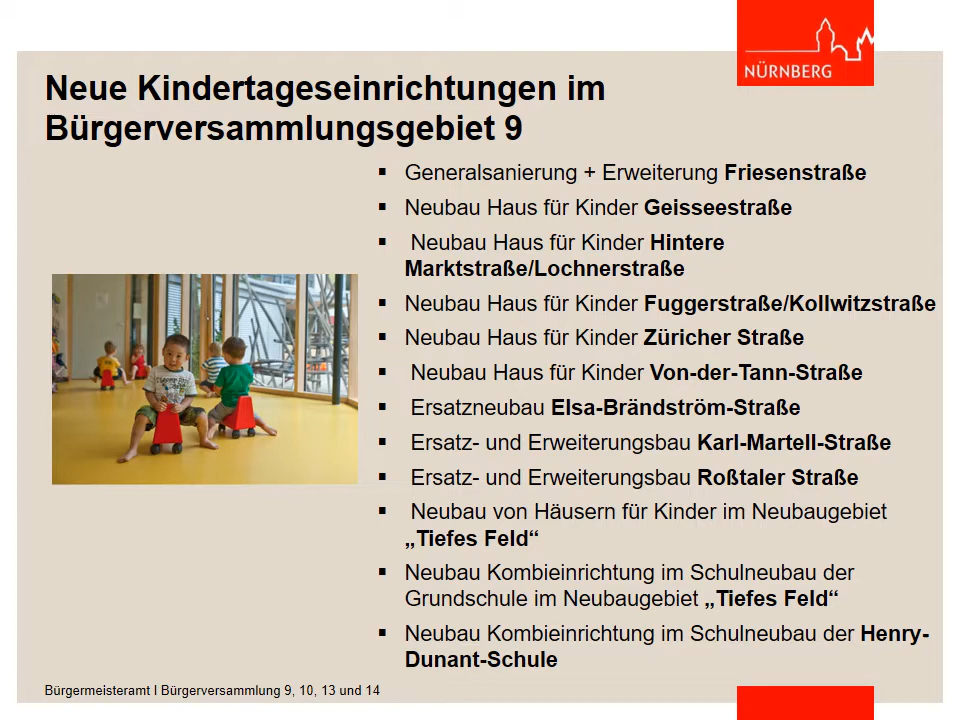 NÜRNBERG
Neue Kindertageseinrichtungen im
Bürgerversammlungsgebiet 9
▪ Generalsanierung + Erweiterung Friesenstraße
▪ Neubau Haus für Kinder Geisseestraße
▪ Neubau Haus für Kinder Hintere
Marktstraße/Lochnerstraße
▪ Neubau Haus für Kinder Fuggerstraße/Kollwitzstraße
▪ Neubau Haus für Kinder Züricher Straße
▪ Neubau Haus für Kinder Von-der-Tann-Straße
▪ Ersatzneubau Elsa-Brändström-Straße
▪ Ersatz- und Erweiterungsbau Karl-Martell-Straße
▪ Ersatz- und Erweiterungsbau Roßtaler Straße
▪ Neubau von Häusern für Kinder im Neubaugebiet
„Tiefes Feld“
▪ Neubau Kombieinrichtung im Schulneubau der
Grundschule im Neubaugebiet „Tiefes Feld“
▪ Neubau Kombieinrichtung im Schulneubau der Henry-
Dunant-Schule
Bürgermeisteramt I Bürgerversammlung 9, 10, 13 und 14